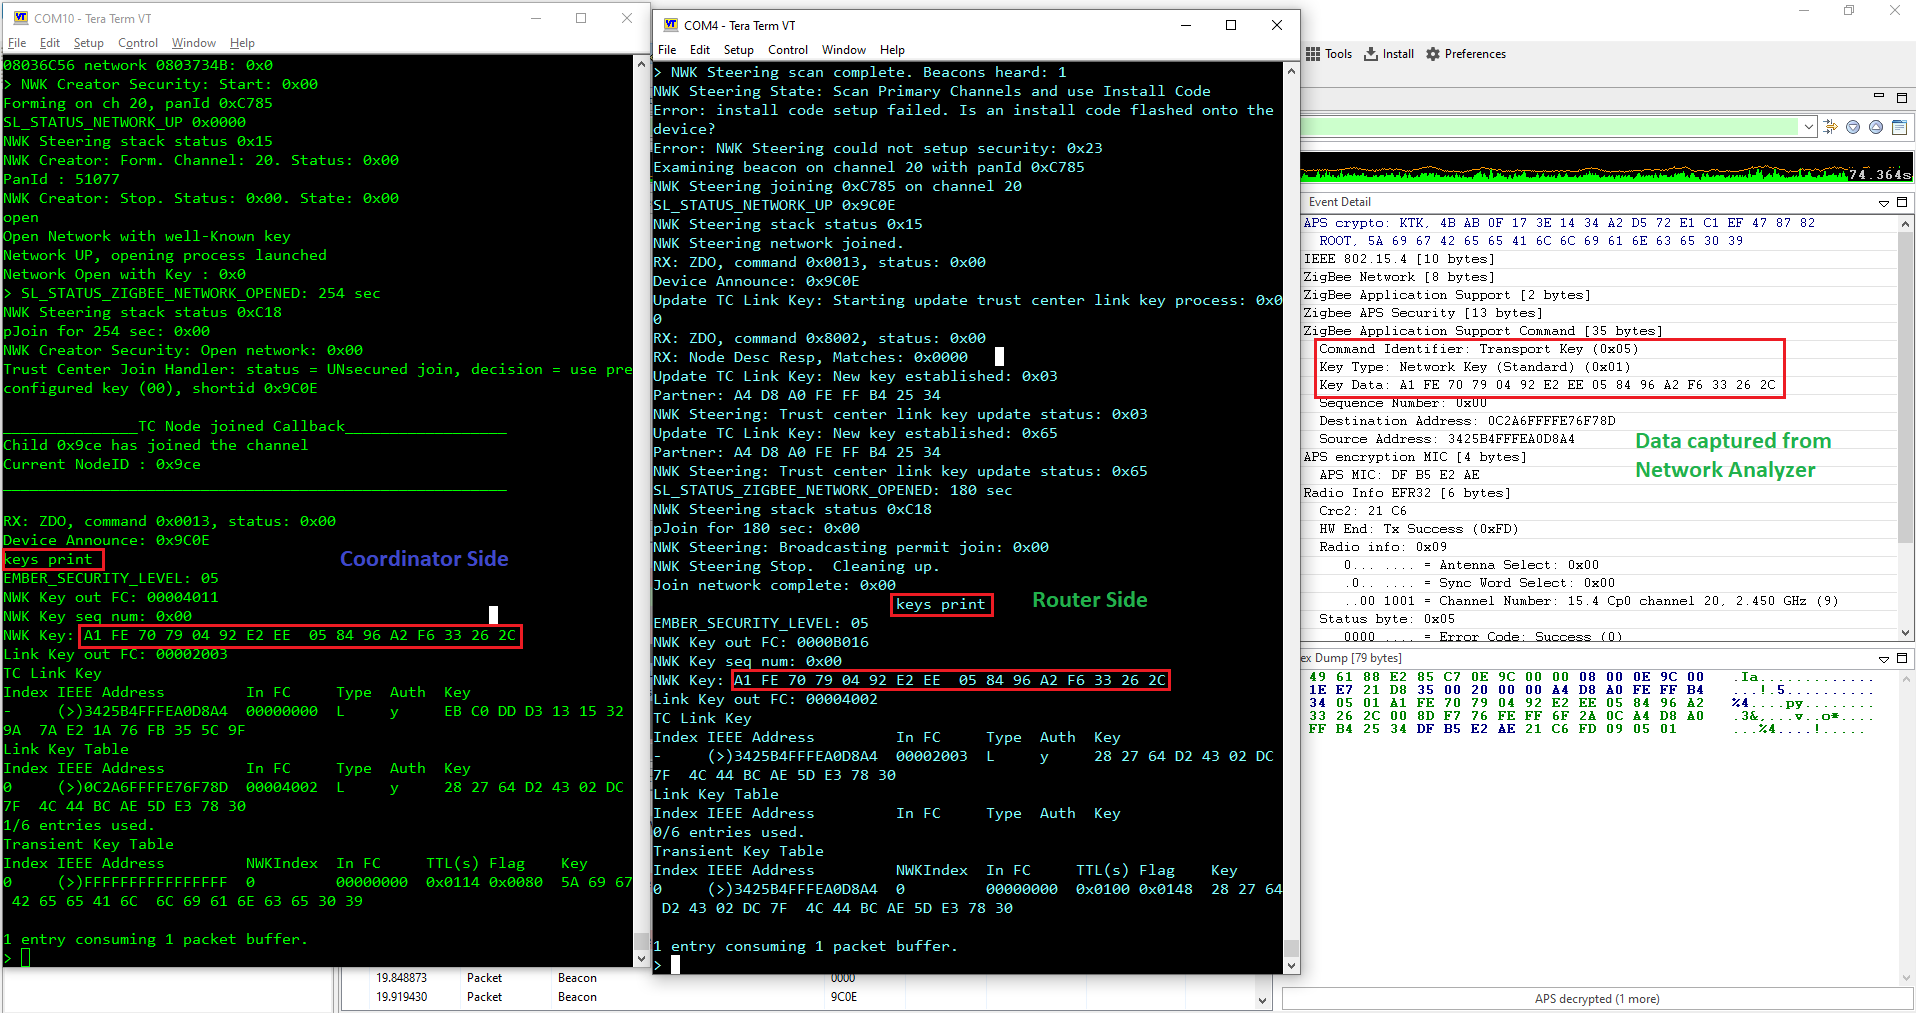 COM10 - Tera Term VT
File Edit Setup Control Window Help
08036C56 network 0803734B: 0x0
> NWK Creator Security: Start: 0x00
Forming on ch 20, panId 0xC785
SL_STATUS_NETWORK_UP 0x0000
NWK Steering stack status 0x15
NWK Creator: Form. Channel: 20. Status: 0x00
PanId : 51077
NWK Creator: Stop. Status: 0x00. State: 0x00
open
Open Network with well-Known key
Network UP, opening process launched
Network Open with Key : 0x0
> SL_STATUS_ZIGBEE_NETWORK_OPENED: 254 sec
NWK Steering stack status 0xC18
pJoin for 254 sec: 0x00
NWK Creator Security: Open network: 0x00
Trust Center Join Handler: status = UNsecured join, decision = use pre
configured key (00), shortid 0x9C0E
_______________TC Node joined Callback__________________
Child 0x9ce has joined the channel
Current NodeID : 0x9ce
________________________________________________________
RX: ZDO, command 0x0013, status: 0x00
Device Announce: 0x9C0E
keys print
Coordinator Side
EMBER_SECURITY_LEVEL: 05
NWK Key out FC: 00004011
NWK Key seq num: 0x00
NWK Key: A1 FE 70 79 04 92 E2 EE  05 84 96 A2 F6 33 26 2C
Link Key out FC: 00002003
TC Link Key
Index IEEE Address         In FC     Type  Auth  Key
-     (>)3425B4FFFEA0D8A4  00000000  L     y     EB C0 DD D3 13 15 32
9A  7A E2 1A 76 FB 35 5C 9F
Link Key Table
Index IEEE Address         In FC     Type  Auth  Key
0     (>)0C2A6FFFFE76F78D  00004002  L     y     28 27 64 D2 43 02 DC
7F  4C 44 BC AE 5D E3 78 30
1/6 entries used.
Transient Key Table
Index IEEE Address         NWKIndex  In FC     TTL(s) Flag    Key
0     (>)FFFFFFFFFFFFFFFF  0         00000000  0x0114 0x0080  5A 69 67
42 65 65 41 6C  6C 69 61 6E 63 65 30 39
1 entry consuming 1 packet buffer.
>
COM4 - Tera Term VT
File Edit Setup Control Window Help
> NWK Steering scan complete. Beacons heard: 1
NWK Steering State: Scan Primary Channels and use Install Code
Error: install code setup failed. Is an install code flashed onto the
device?
Error: NWK Steering could not setup security: 0x23
Examining beacon on channel 20 with panId 0xC785
NWK Steering joining 0xC785 on channel 20
SL_STATUS_NETWORK_UP 0x9C0E
NWK Steering stack status 0x15
NWK Steering network joined.
RX: ZDO, command 0x0013, status: 0x00
Device Announce: 0x9C0E
Update TC Link Key: Starting update trust center link key process: 0x0
0
RX: ZDO, command 0x8002, status: 0x00
RX: Node Desc Resp, Matches: 0x0000
Update TC Link Key: New key established: 0x03
Partner: A4 D8 A0 FE FF B4 25 34
NWK Steering: Trust center link key update status: 0x03
Update TC Link Key: New key established: 0x65
Partner: A4 D8 A0 FE FF B4 25 34
NWK Steering: Trust center link key update status: 0x65
SL_STATUS_ZIGBEE_NETWORK_OPENED: 180 sec
NWK Steering stack status 0xC18
pJoin for 180 sec: 0x00
NWK Steering: Broadcasting permit join: 0x00
NWK Steering Stop.  Cleaning up.
Join network complete: 0x00
keys print
Router Side
EMBER_SECURITY_LEVEL: 05
NWK Key out FC: 0000B016
NWK Key seq num: 0x00
NWK Key: A1 FE 70 79 04 92 E2 EE  05 84 96 A2 F6 33 26 2C
Link Key out FC: 00004002
TC Link Key
Index IEEE Address         In FC     Type  Auth  Key
-     (>)3425B4FFFEA0D8A4  00002003  L     y     28 27 64 D2 43 02 DC
7F  4C 44 BC AE 5D E3 78 30
Link Key Table
Index IEEE Address         In FC     Type  Auth  Key
0/6 entries used.
Transient Key Table
Index IEEE Address         NWKIndex  In FC     TTL(s) Flag    Key
0     (>)3425B4FFFEA0D8A4  0         00000000  0x0100 0x0148  28 27 64
D2 43 02 DC 7F  4C 44 BC AE 5D E3 78 30
1 entry consuming 1 packet buffer.
>
Tools Install Preferences
74.364s
Event Detail
APS crypto: KTK, 4B AB 0F 17 3E 14 34 A2 D5 72 E1 C1 EF 47 87 82
ROOT, 5A 69 67 42 65 65 41 6C 6C 69 61 6E 63 65 30 39
IEEE 802.15.4 [10 bytes]
ZigBee Network [8 bytes]
ZigBee Application Support [2 bytes]
Zigbee APS Security [13 bytes]
ZigBee Application Support Command [35 bytes]
Command Identifier: Transport Key (0x05)
Key Type: Network Key (Standard) (0x01)
Key Data: A1 FE 70 79 04 92 E2 EE 05 84 96 A2 F6 33 26 2C
Sequence Number: 0x00
Destination Address: 0C2A6FFFFE76F78D
Source Address: 3425B4FFFEA0D8A4
APS encryption MIC [4 bytes]
APS MIC: DF B5 E2 AE
Data captured from
Network Analyzer
Radio Info EFR32 [6 bytes]
Crc2: 21 C6
HW End: Tx Success (0xFD)
Radio info: 0x09
0... .... = Antenna Select: 0x00
.0.. .... = Sync Word Select: 0x00
..00 1001 = Channel Number: 15.4 Cp0 channel 20, 2.450 GHz (9)
Status byte: 0x05
0000 .... = Error Code: Success (0)
ex Dump [79 bytes]
49 61 88 E2 85 C7 0E 9C 00 00 08 00 0E 9C 00 .Ia............
1E E7 21 D8 35 00 20 00 00 A4 D8 A0 FE FF B4 ...!.5.........
34 05 01 A1 FE 70 79 04 92 E2 EE 05 84 96 A2 %4....py.......
33 26 2C 00 8D F7 76 FE FF 6F 2A 0C A4 D8 A0 .3&,...v..o*....
FF B4 25 34 DF B5 E2 AE 21 C6 FD 09 05 01 ...%4....!.....
19.848873 Packet Beacon 0000
19.919430 Packet Beacon 9C0E
APS decrypted (1 more)